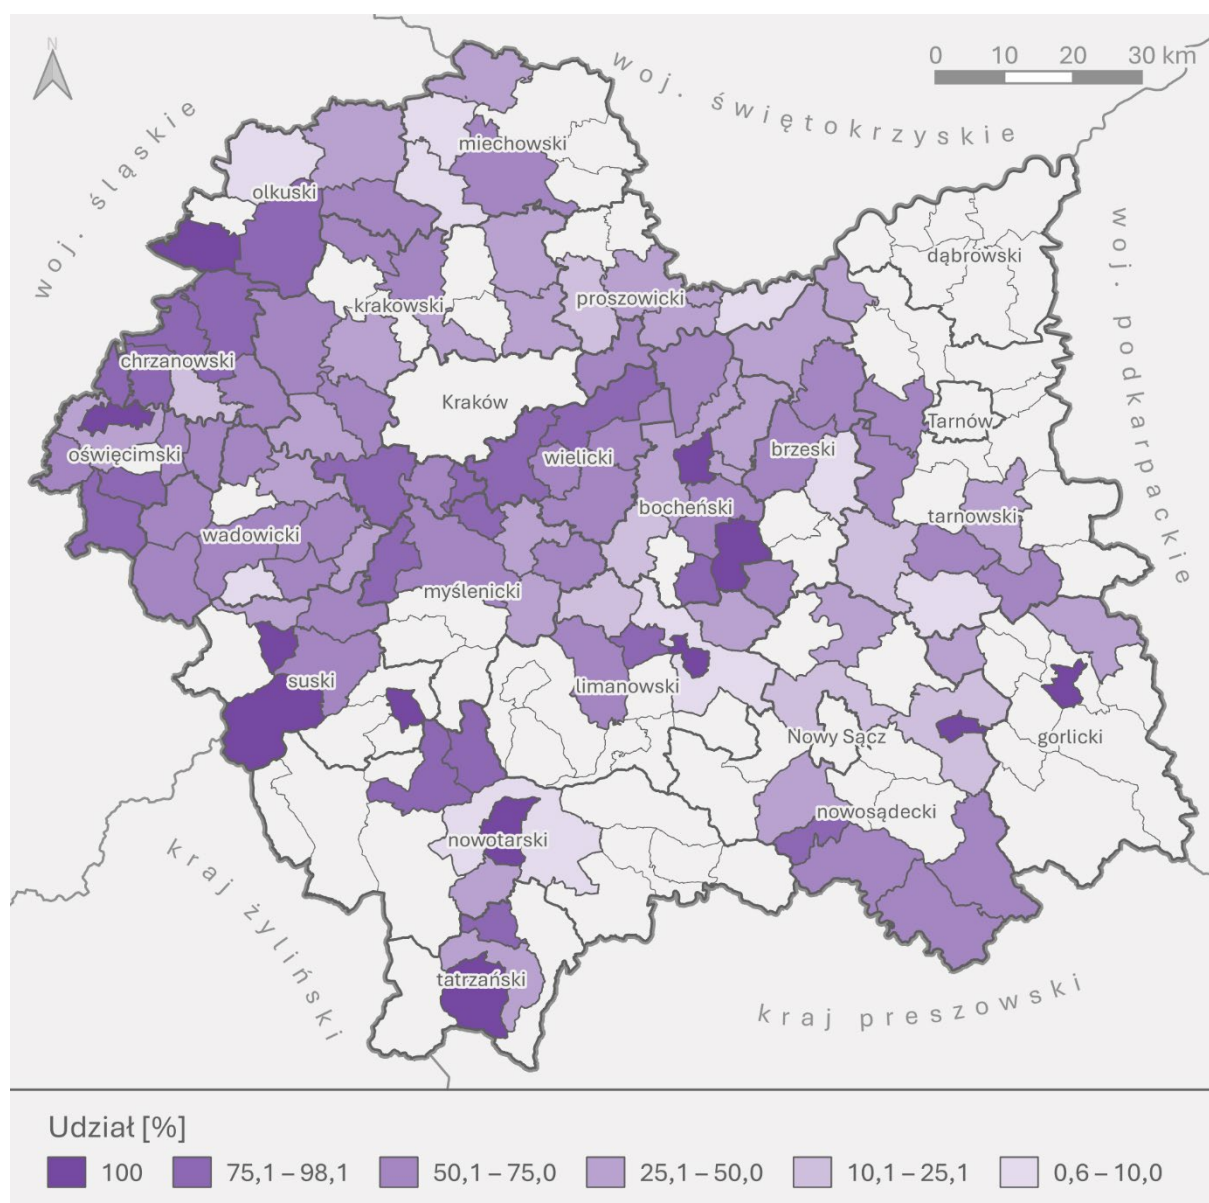 N
0 10 20 30 km
woj. śląskie
woj. świętokrzyskie
woj. podkarpackie
miechowski
olkuski
dąbrowski
krakowski
proszowicki
chrzanowski
Kraków
Tarnów
oświęcimski
wielicki
brzeski
bocheński
tarnowski
wadowicki
myślenicki
suski
limanowski
Nowy Sącz
gorlicki
nowosądecki
nowotarski
tatrzański
kraj żyliński
kraj preszowski
Udział [%]
100 75,1 – 98,1 50,1 – 75,0 25,1 – 50,0 10,1 – 25,1 0,6 – 10,0